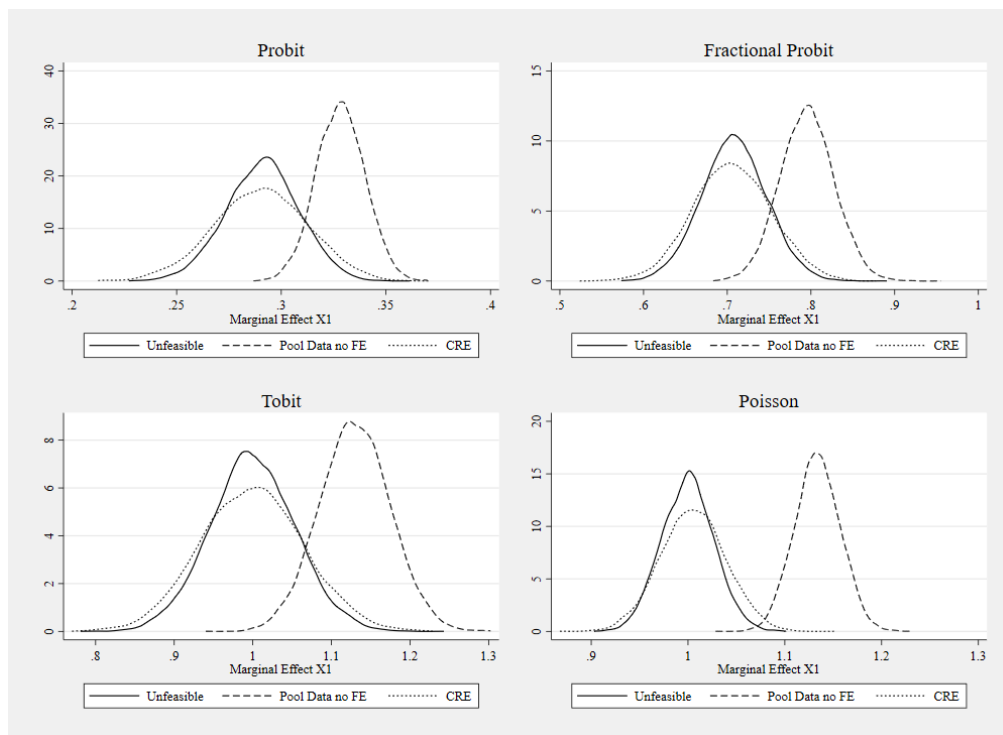 Probit
40
30
20
10
0
.2 .25 .3 .35 .4
Marginal Effect X1
Unfeasible Pool Data no FE CRE
Fractional Probit
15
10
5
0
.5 .6 .7 .8 .9 1
Marginal Effect X1
Unfeasible Pool Data no FE CRE
Tobit
8
6
4
2
0
.8 .9 1 1.1 1.2 1.3
Marginal Effect X1
Unfeasible Pool Data no FE CRE
Poisson
20
15
10
5
0
.9 1 1.1 1.2 1.3
Marginal Effect X1
Unfeasible Pool Data no FE CRE